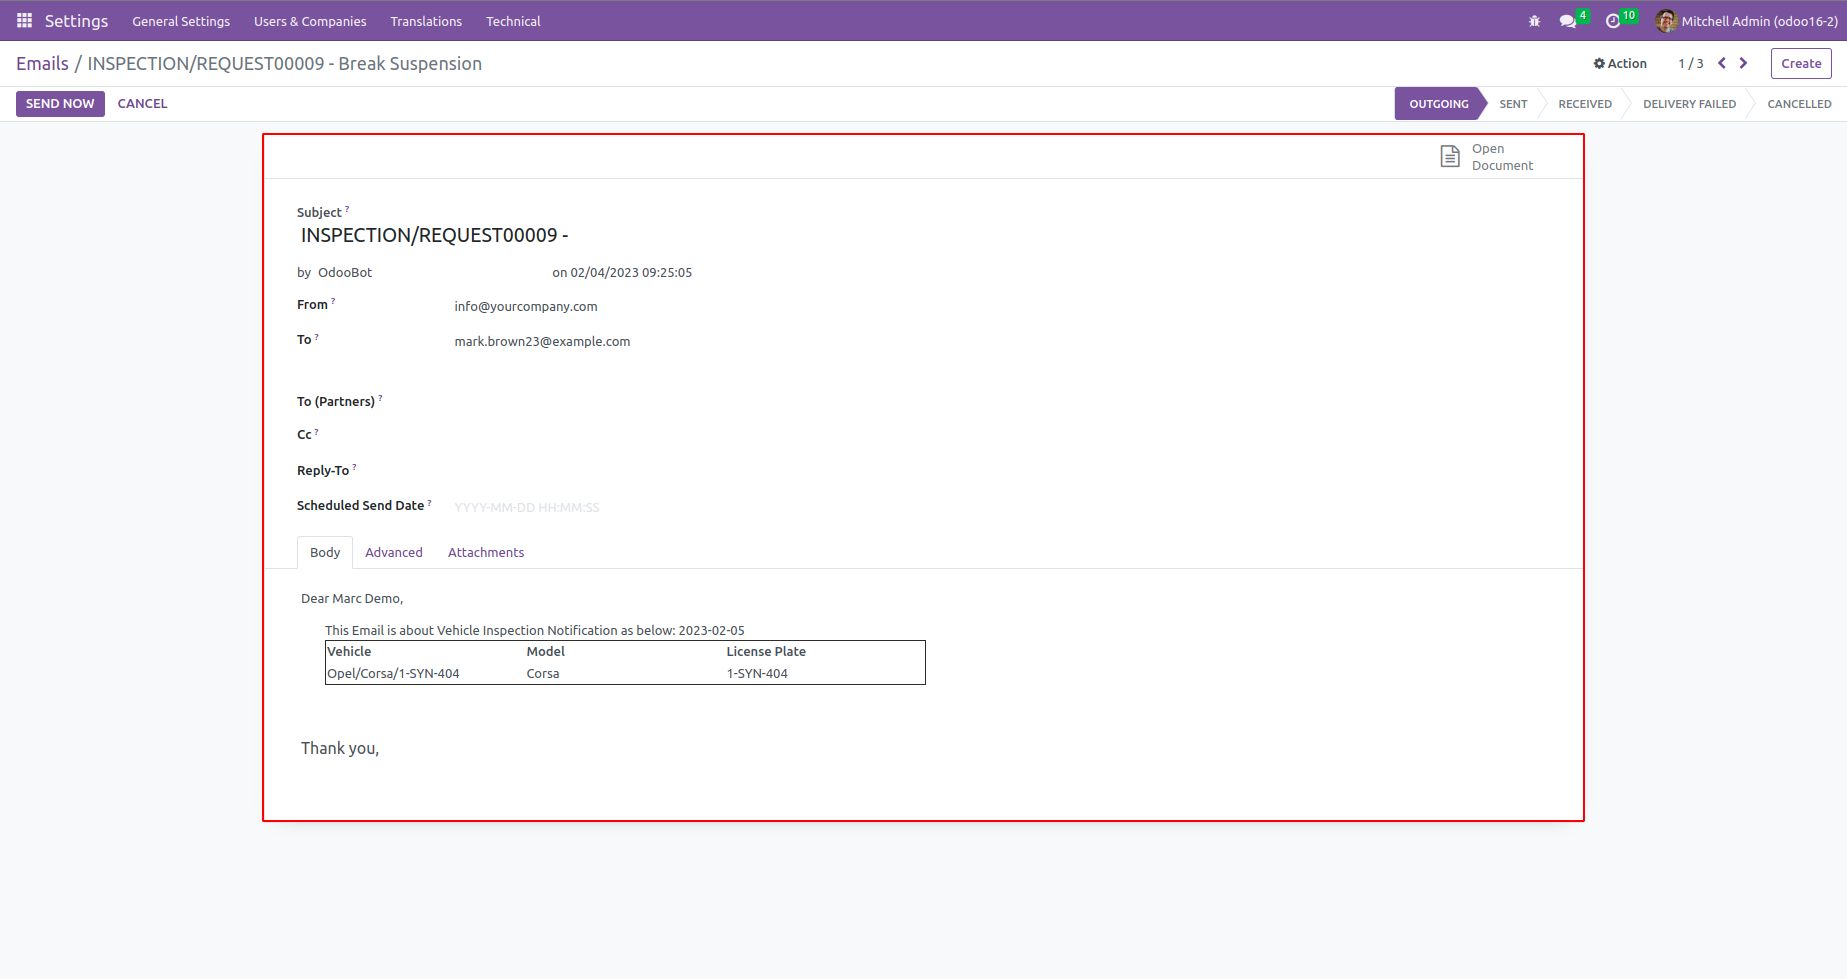 Settings General Settings Users & Companies Translations Technical 4 10 Mitchell Admin (odoo16-2)
Emails / INSPECTION/REQUEST00009 - Break Suspension Action 1 / 3 Create
SEND NOW CANCEL OUTGOING SENT RECEIVED DELIVERY FAILED CANCELLED
Open
Document
Subject ?
INSPECTION/REQUEST00009 -
by OdooBot on 02/04/2023 09:25:05
From ? info@yourcompany.com
To ? mark.brown23@example.com
To (Partners) ?
Cc ?
Reply-To ?
Scheduled Send Date ? YYYY-MM-DD HH:MM:SS
Body Advanced Attachments
Dear Marc Demo,
This Email is about Vehicle Inspection Notification as below: 2023-02-05
Vehicle Model License Plate
Opel/Corsa/1-SYN-404 Corsa 1-SYN-404
Thank you,